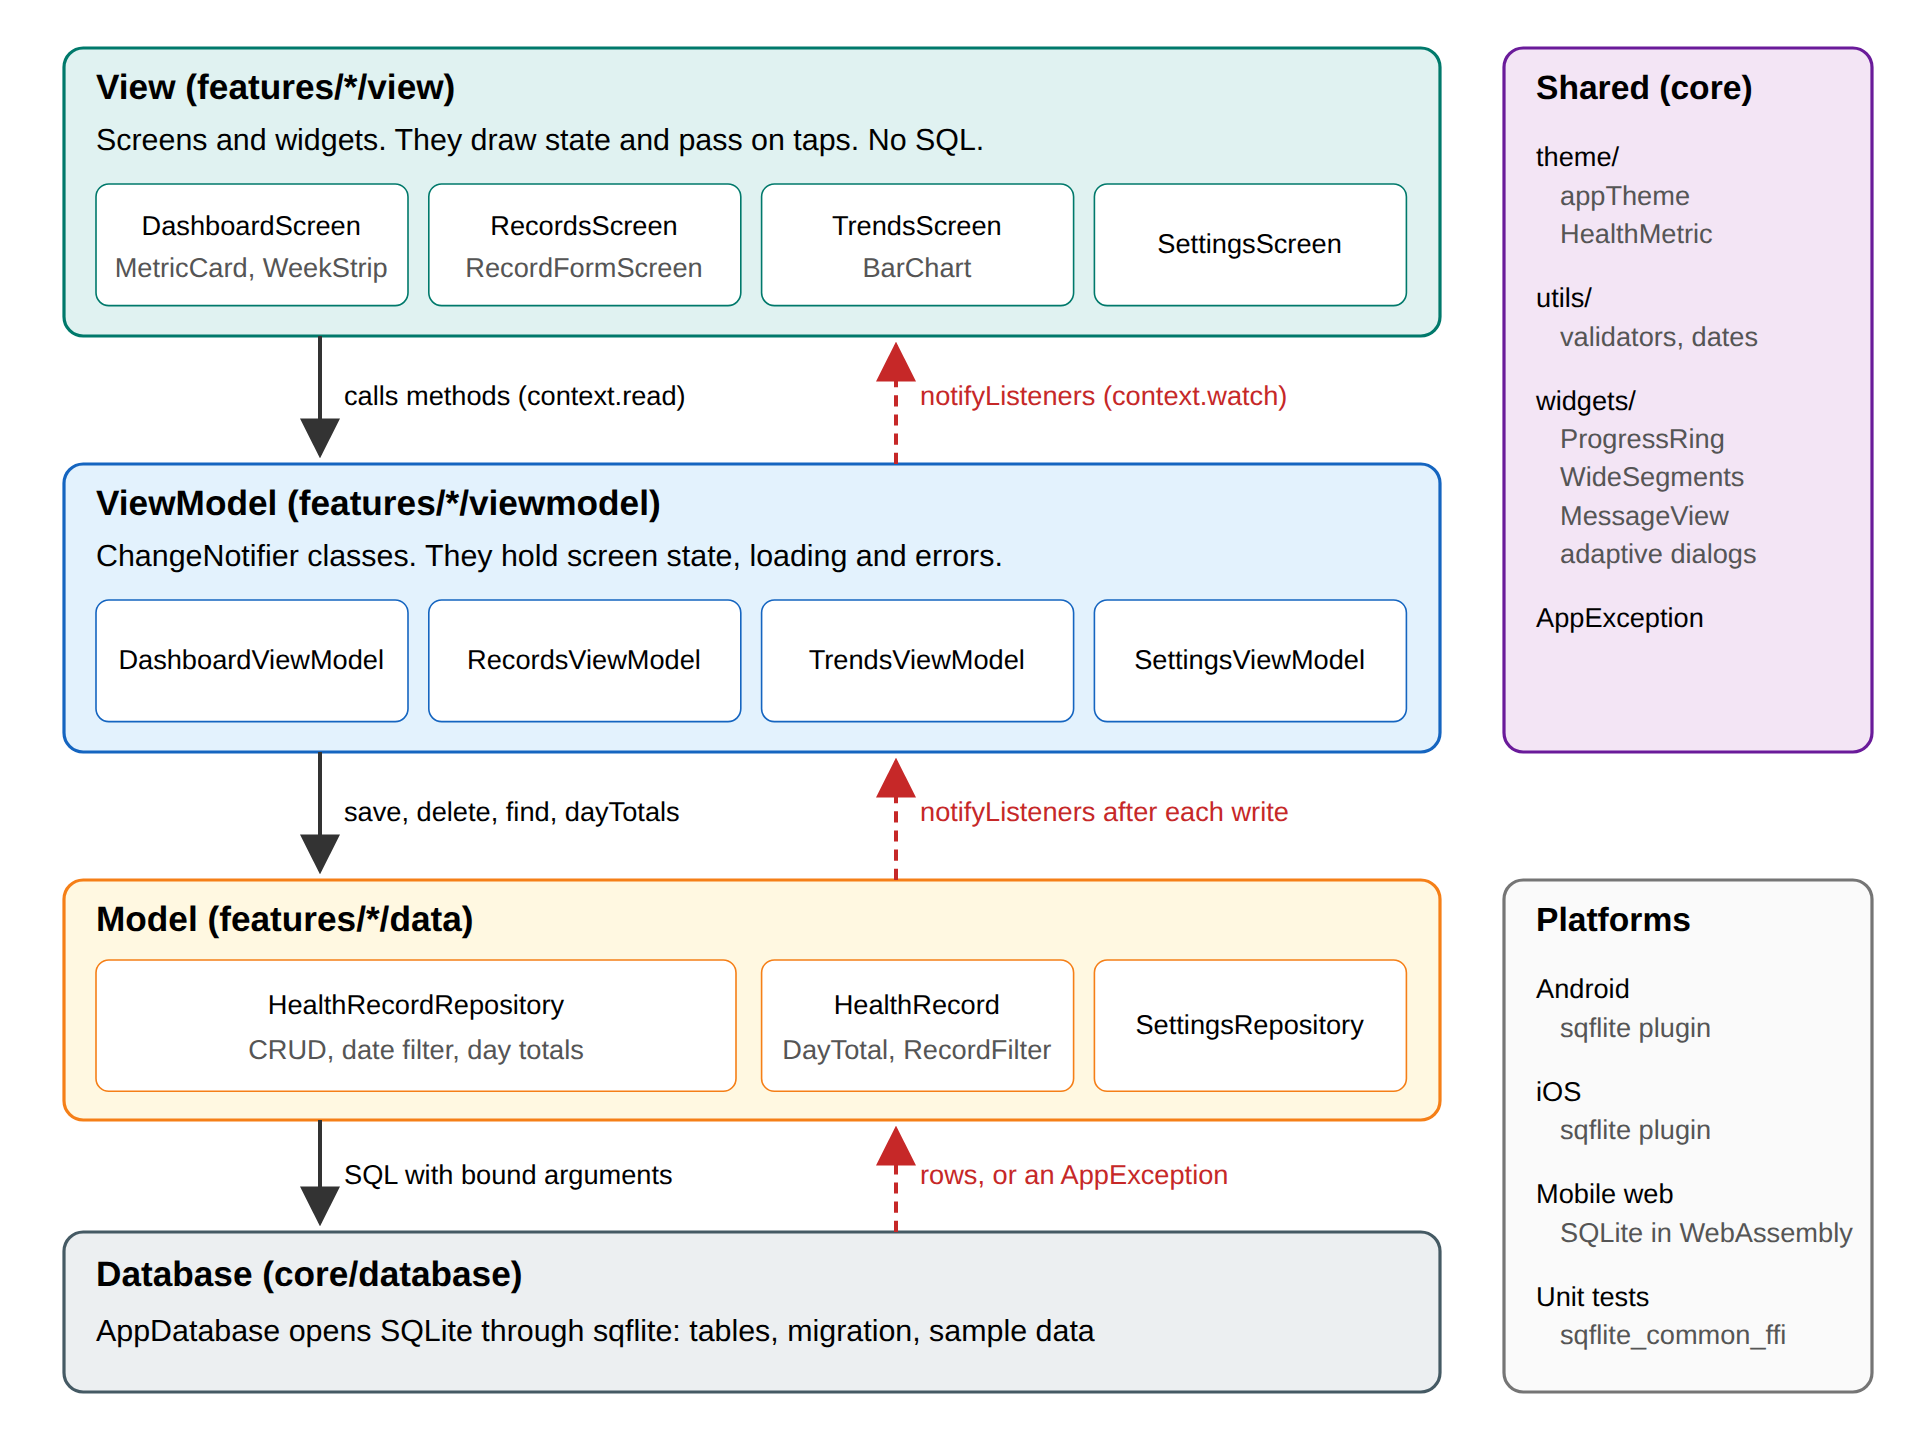 View (features/*/view)
Screens and widgets. They draw state and pass on taps. No SQL.
DashboardScreen
MetricCard, WeekStrip
RecordsScreen
RecordFormScreen
TrendsScreen
BarChart
SettingsScreen
calls methods (context.read)
notifyListeners (context.watch)
ViewModel (features/*/viewmodel)
ChangeNotifier classes. They hold screen state, loading and errors.
DashboardViewModel
RecordsViewModel
TrendsViewModel
SettingsViewModel
save, delete, find, dayTotals
notifyListeners after each write
Model (features/*/data)
HealthRecordRepository
CRUD, date filter, day totals
HealthRecord
DayTotal, RecordFilter
SettingsRepository
SQL with bound arguments
rows, or an AppException
Database (core/database)
AppDatabase opens SQLite through sqflite: tables, migration, sample data
Shared (core)
theme/
appTheme
HealthMetric
utils/
validators, dates
widgets/
ProgressRing
WideSegments
MessageView
adaptive dialogs
AppException
Platforms
Android
sqflite plugin
iOS
sqflite plugin
Mobile web
SQLite in WebAssembly
Unit tests
sqflite_common_ffi